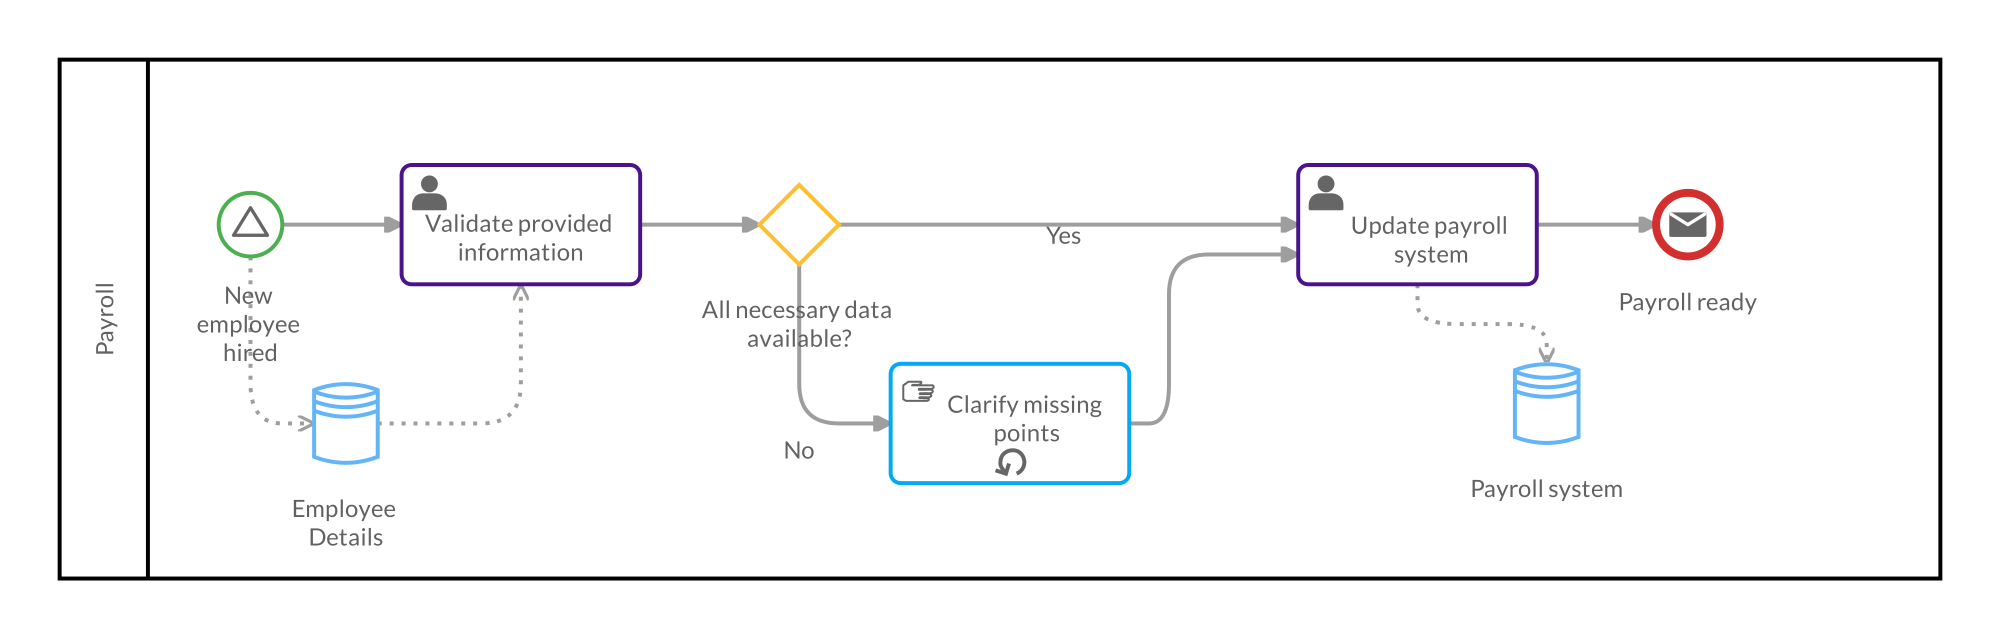 Payroll
New
employee
hired
Employee
Details
Validate provided
information
All necessary data
available?
Yes
No
Clarify missing
points
Update payroll
system
Payroll system
Payroll ready